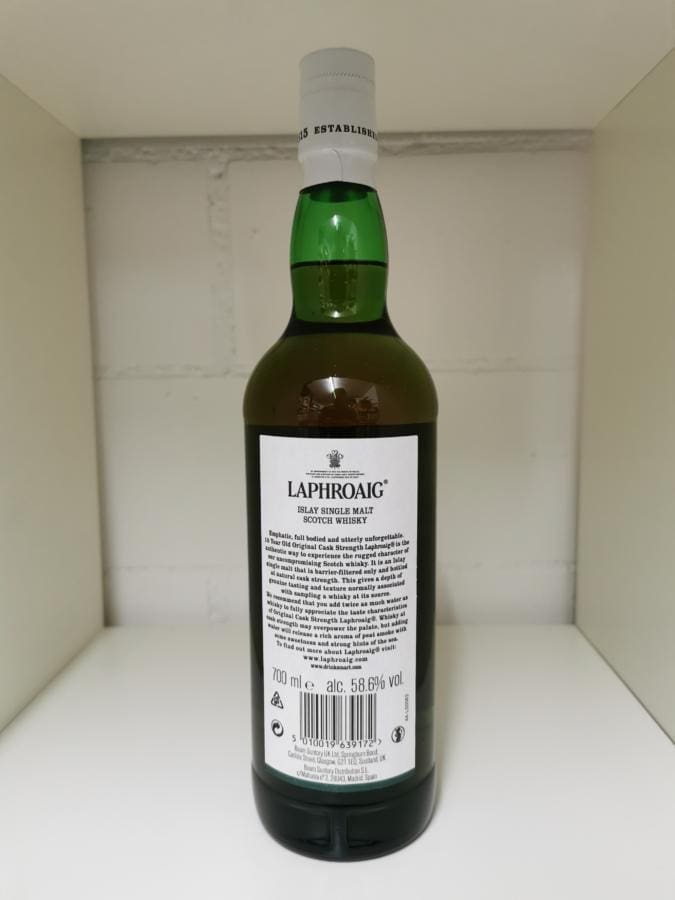 15 ESTABLISHE
LAPHROAIG®
ISLAY SINGLE MALT
SCOTCH WHISKY
Emphatic, full bodied and utterly unforgettable.
10 Year Old Original Cask Strength Laphroaig® is the
authentic way to experience the rugged character of
our uncompromising Scotch whisky. It is an Islay
single malt that is barrier-filtered only and bottled
at natural cask strength. This gives a depth of
genuine tasting and texture normally associated
with sampling a whisky at its source.
We recommend that you add twice as much water as
whisky to fully appreciate the taste characteristics
of Original Cask Strength Laphroaig®. Whisky at
cask strength may overpower the palate, but adding
water will release a rich aroma of peat smoke with
some sweetness and strong hints of the sea.
To find out more about Laphroaig® visit:
www.laphroaig.com
www.drinksmart.com
700 ml e alc. 58.6% vol.
5 010019 639172 >
Beam Suntory UK Ltd, Springburn Bond,
Carlisle Street, Glasgow, G21 1EQ, Scotland, UK
Beam Suntory Distribution S.L.
c/Mahonia nº 2, 28043, Madrid, Spain